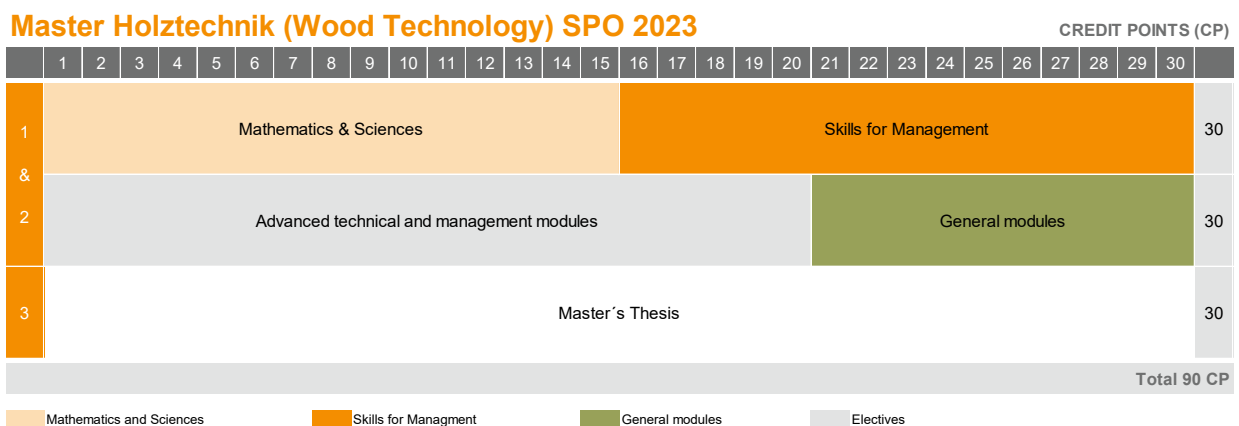 Master Holztechnik (Wood Technology) SPO 2023 CREDIT POINTS (CP)
1 2 3 4 5 6 7 8 9 10 11 12 13 14 15 16 17 18 19 20 21 22 23 24 25 26 27 28 29 30
1 Mathematics & Sciences Skills for Management 30
&
2 Advanced technical and management modules General modules 30
3 Master´s Thesis 30
Total 90 CP
Mathematics and Sciences Skills for Managment General modules Electives